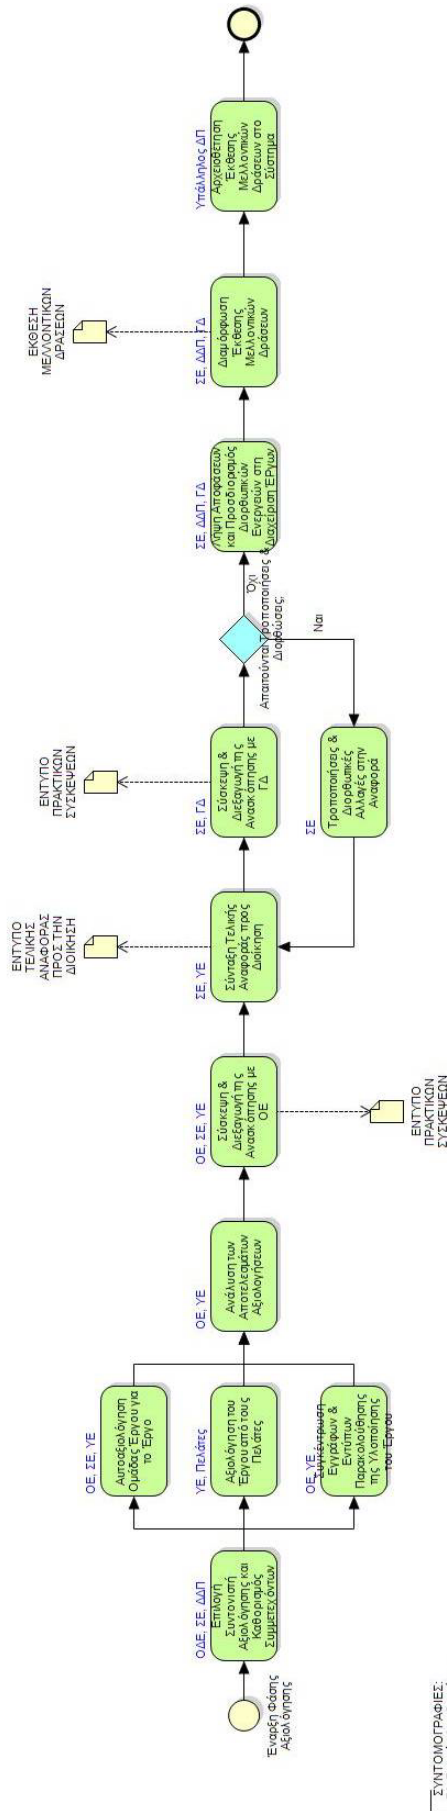 Έναρξη Φάσης
Αξιολόγησης
ΟΔΕ, ΣΕ, ΔΔΠ
Επιλογή
Συντονιστή
Αξιολόγησης και
Καθορισμός
Συμμετεχόντων
ΟΕ, ΣΕ, ΥΕ
Αυτοαξιολόγηση
Ομάδας Έργου για
το Έργο
ΥΕ, Πελάτες
Αξιολόγηση του
Έργου από τους
Πελάτες
ΟΕ, ΥΕ
Συγκέντρωση
Εγγράφων &
Εντύπων
Παρακολούθησης
της Υλοποίησης
του Έργου
ΟΕ, ΥΕ
Ανάλυση των
Αποτελεσμάτων
Αξιολογήσεων
ΟΕ, ΣΕ, ΥΕ
Σύσκεψη &
Διεξαγωγή της
Ανασκόπησης με
ΟΕ
ΕΝΤΥΠΟ
ΠΡΑΚΤΙΚΩΝ
ΣΥΣΚΕΨΕΩΝ
ΕΝΤΥΠΟ
ΤΕΛΙΚΗΣ
ΑΝΑΦΟΡΑΣ
ΠΡΟΣ ΤΗΝ
ΔΙΟΙΚΗΣΗ
ΣΕ, ΥΕ
Σύνταξη Τελικής
Αναφοράς προς
Διοίκηση
ΕΝΤΥΠΟ
ΠΡΑΚΤΙΚΩΝ
ΣΥΣΚΕΨΕΩΝ
ΣΕ, ΓΔ
Σύσκεψη &
Διεξαγωγή της
Ανασκόπησης με
ΓΔ
ΣΕ
Τροποποιήσεις &
Διορθωτικές
Αλλαγές στην
Αναφορά
Απαιτούνται Τροποποιήσεις &
Διορθώσεις;
Όχι
Ναι
ΣΕ, ΔΔΠ, ΓΔ
Λήψη Αποφάσεων
και Προσδιορισμός
Διορθωτικών
Ενεργειών στη
Διαχείριση Έργων
ΕΚΘΕΣΗ
ΜΕΛΛΟΝΤΙΚΩΝ
ΔΡΑΣΕΩΝ
ΣΕ, ΔΔΠ, ΓΔ
Διαμόρφωση
Έκθεσης
Μελλοντικών
Δράσεων
Υπάλληλος ΔΠ
Αρχειοθέτηση
Έκθεσης
Μελλοντικών
Δράσεων στο
Σύστημα
ΣΥΝΤΟΜΟΓΡΑΦΙΕΣ: